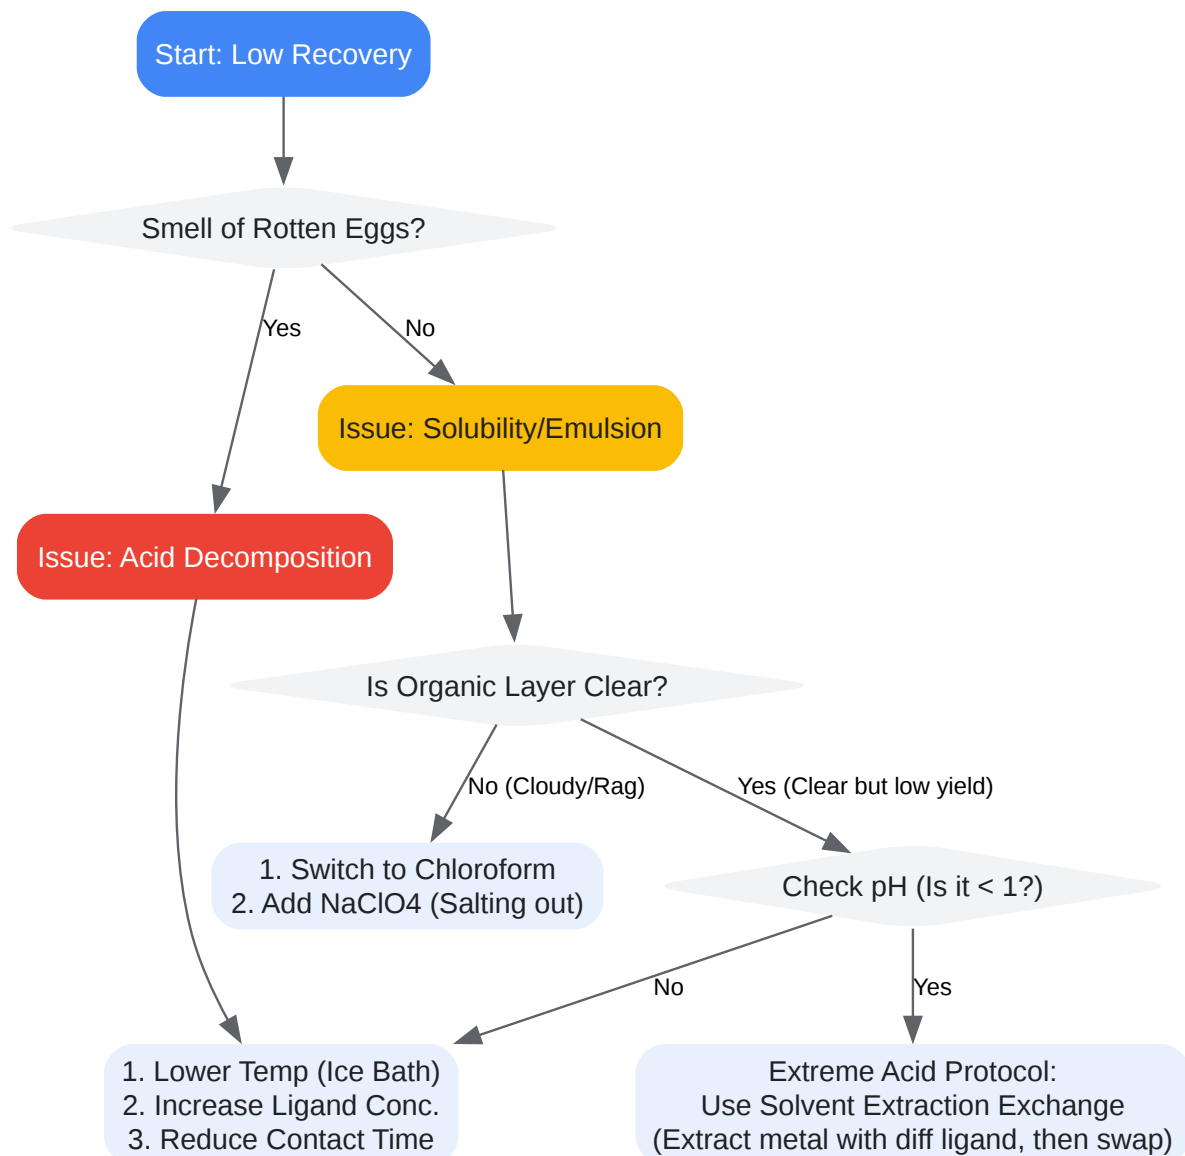 Start: Low Recovery
Smell of Rotten Eggs?
Yes
No
Issue: Solubility/Emulsion
Issue: Acid Decomposition
Is Organic Layer Clear?
No (Cloudy/Rag)
Yes (Clear but low yield)
1. Switch to Chloroform
2. Add NaClO4 (Salting out)
Check pH (Is it < 1?)
No
Yes
1. Lower Temp (Ice Bath)
2. Increase Ligand Conc.
3. Reduce Contact Time
Extreme Acid Protocol:
Use Solvent Extraction Exchange
(Extract metal with diff ligand, then swap)